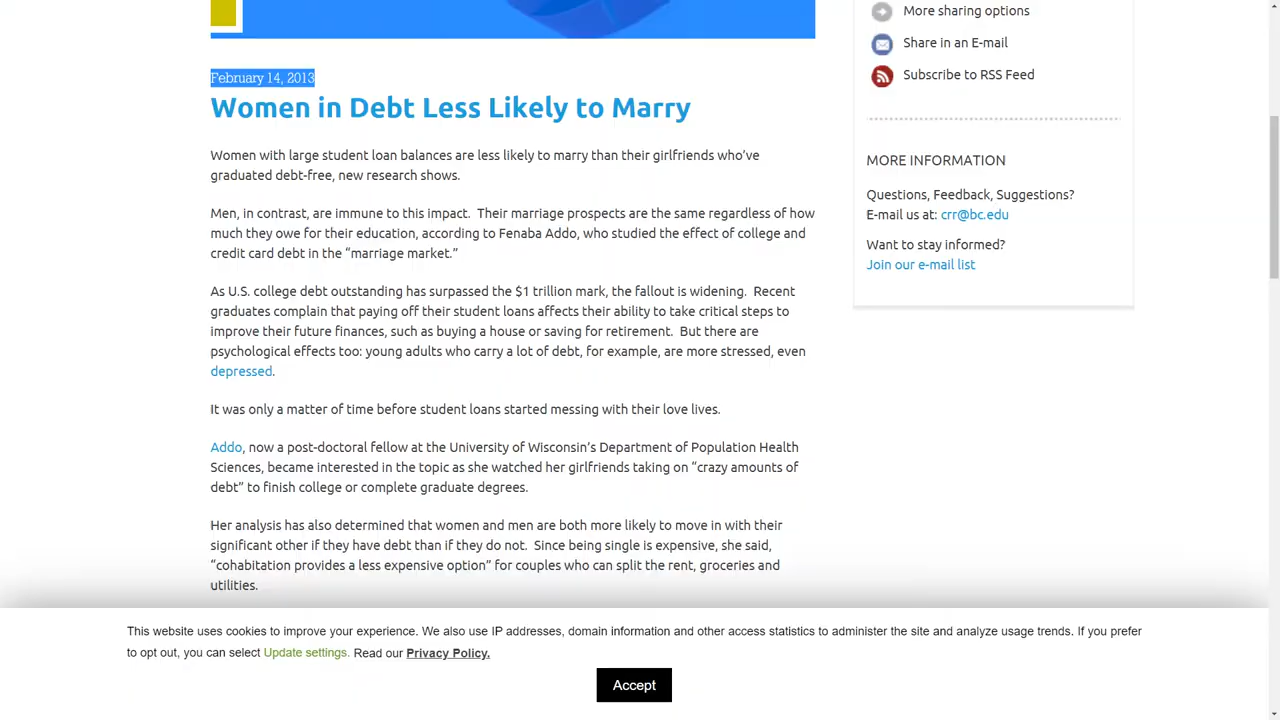 February 14, 2013
Women in Debt Less Likely to Marry
Women with large student loan balances are less likely to marry than their girlfriends who’ve
graduated debt-free, new research shows.
Men, in contrast, are immune to this impact.  Their marriage prospects are the same regardless of how
much they owe for their education, according to Fenaba Addo, who studied the effect of college and
credit card debt in the “marriage market.”
As U.S. college debt outstanding has surpassed the $1 trillion mark, the fallout is widening.  Recent
graduates complain that paying off their student loans affects their ability to take critical steps to
improve their future finances, such as buying a house or saving for retirement.  But there are
psychological effects too: young adults who carry a lot of debt, for example, are more stressed, even
depressed.
It was only a matter of time before student loans started messing with their love lives.
Addo, now a post-doctoral fellow at the University of Wisconsin’s Department of Population Health
Sciences, became interested in the topic as she watched her girlfriends taking on “crazy amounts of
debt” to finish college or complete graduate degrees.
Her analysis has also determined that women and men are both more likely to move in with their
significant other if they have debt than if they do not.  Since being single is expensive, she said,
“cohabitation provides a less expensive option” for couples who can split the rent, groceries and
utilities.
More sharing options
Share in an E-mail
Subscribe to RSS Feed
MORE INFORMATION
Questions, Feedback, Suggestions?
E-mail us at: crr@bc.edu
Want to stay informed?
Join our e-mail list
This website uses cookies to improve your experience. We also use IP addresses, domain information and other access statistics to administer the site and analyze usage trends. If you prefer
to opt out, you can select Update settings. Read our Privacy Policy.
Accept